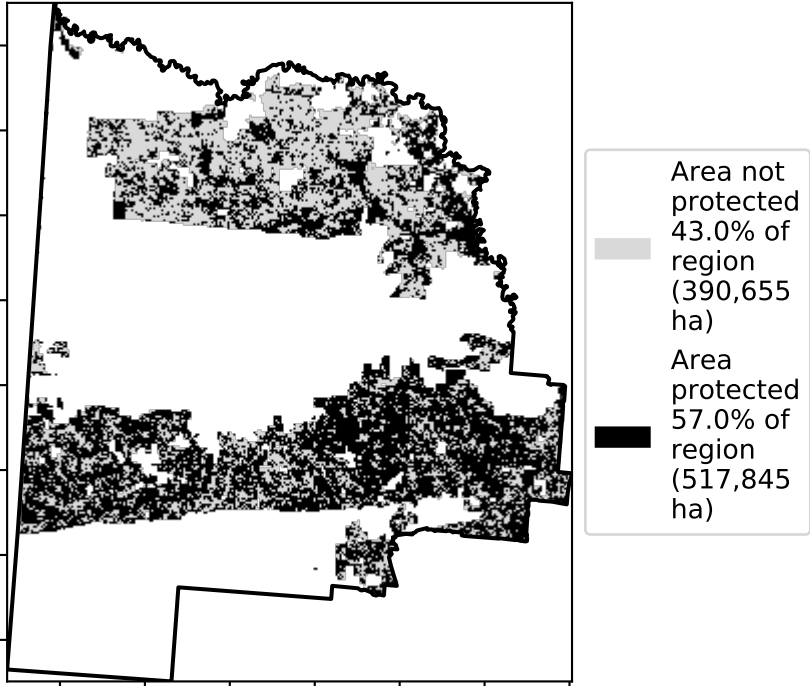 Area not
protected
43.0% of
region
(390,655
ha)
Area
protected
57.0% of
region
(517,845
ha)